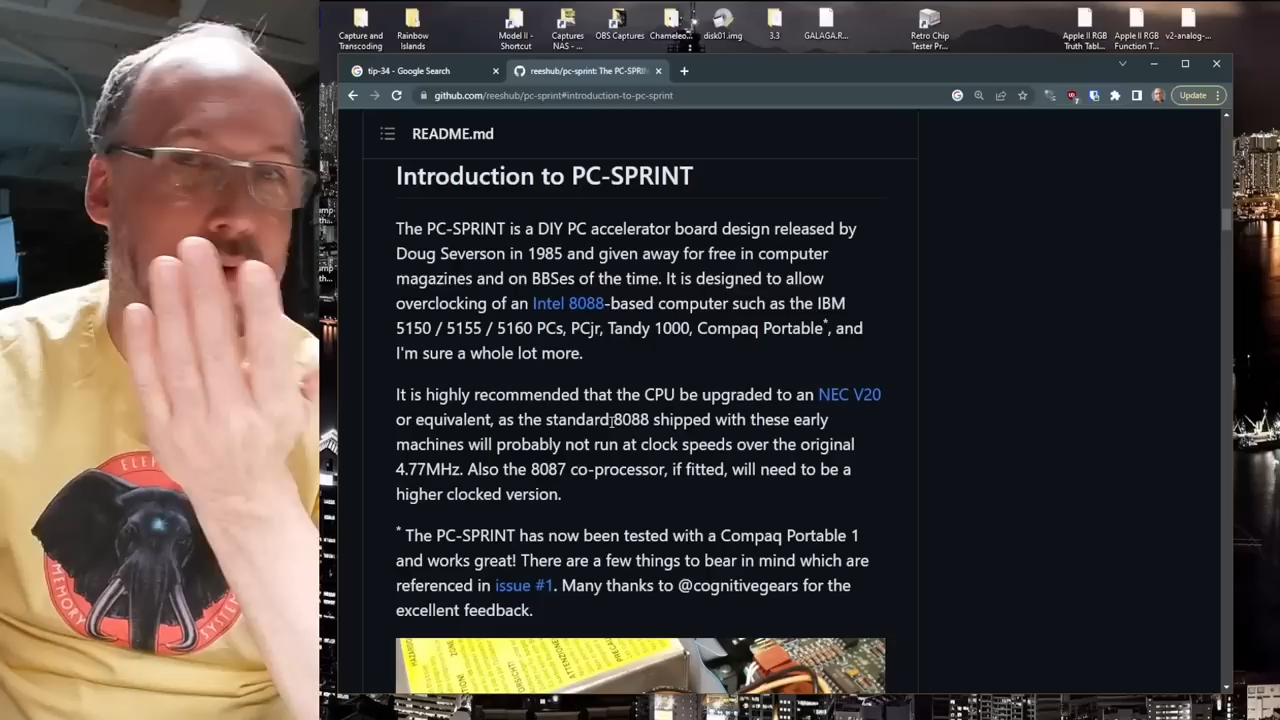 Capture and
Transcoding
Rainbow
Islands
Model II -
Shortcut
Captures
NAS - ...
OBS Captures
Chameleo...
disk01.img
3.3
GALAGA.R...
Retro Chip
Tester Pr...
Apple II RGB
Truth Tabl...
Apple II RGB
Function T...
v2-analog-...
tip-34 - Google Search
reeshub/pc-sprint: The PC-SPRIN
github.com/reeshub/pc-sprint#introduction-to-pc-sprint
Update
README.md
Introduction to PC-SPRINT
The PC-SPRINT is a DIY PC accelerator board design released by
Doug Severson in 1985 and given away for free in computer
magazines and on BBSes of the time. It is designed to allow
overclocking of an Intel 8088-based computer such as the IBM
5150 / 5155 / 5160 PCs, PCjr, Tandy 1000, Compaq Portable*, and
I'm sure a whole lot more.
It is highly recommended that the CPU be upgraded to an NEC V20
or equivalent, as the standard 8088 shipped with these early
machines will probably not run at clock speeds over the original
4.77MHz. Also the 8087 co-processor, if fitted, will need to be a
higher clocked version.
* The PC-SPRINT has now been tested with a Compaq Portable 1
and works great! There are a few things to bear in mind which are
referenced in issue #1. Many thanks to @cognitivegears for the
excellent feedback.
ATTENZIONE
VORSICHT!
MEMORY
SYSTEM